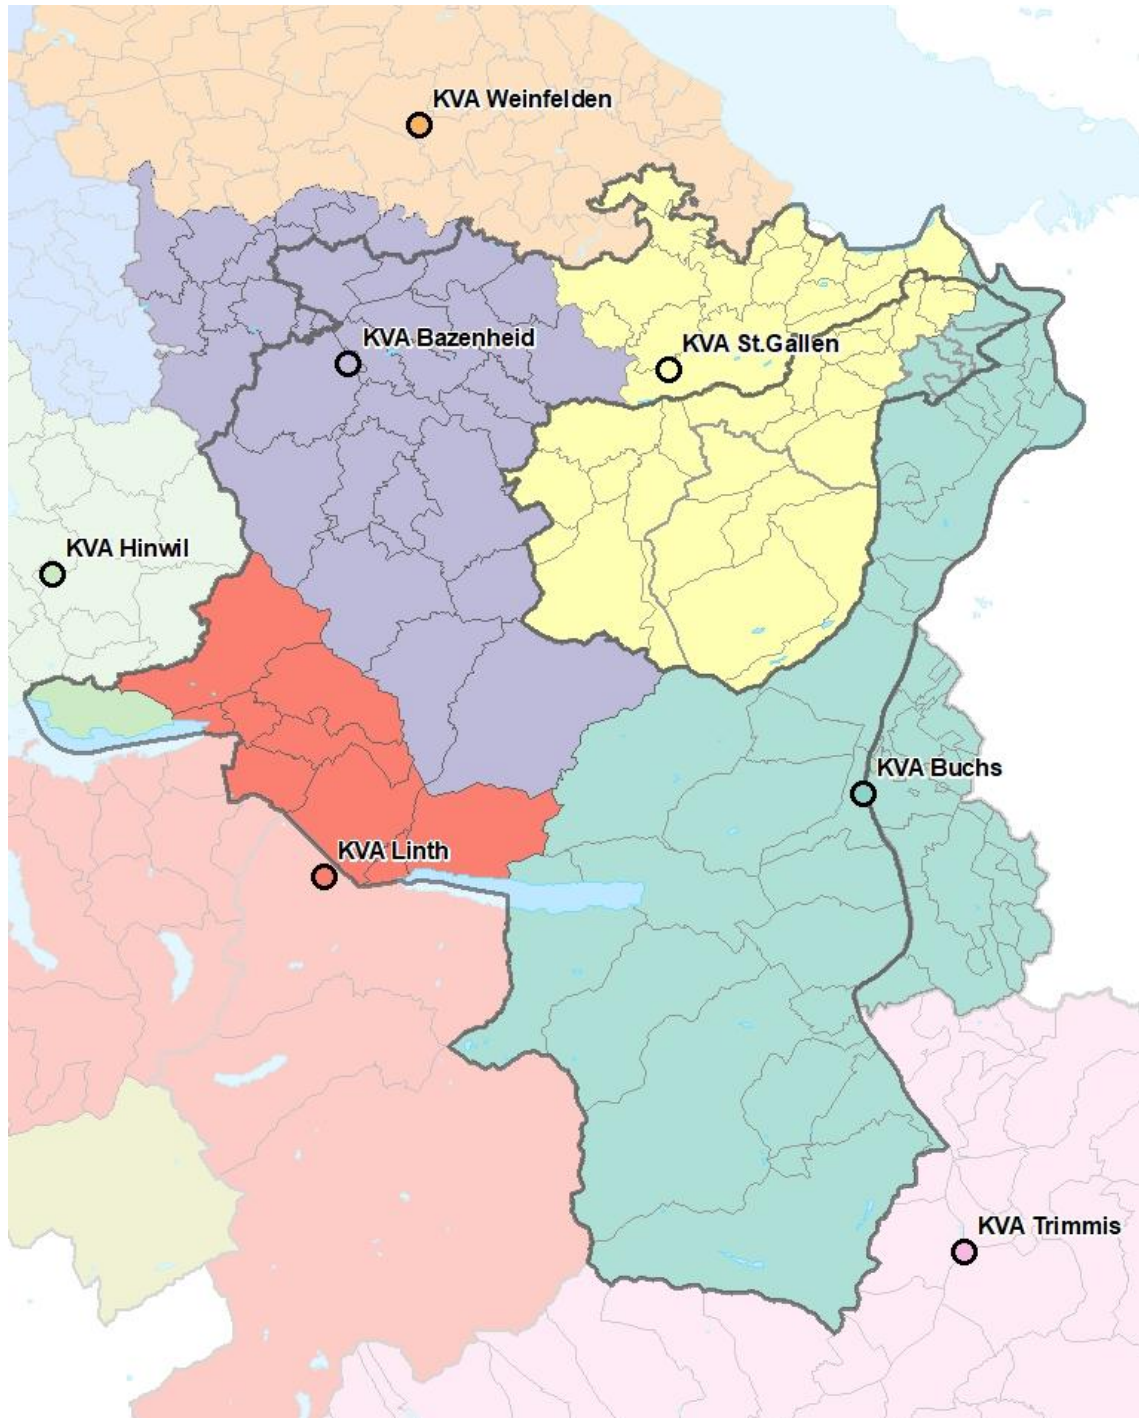 KVA Weinfelden
KVA Bazenheid
KVA St.Gallen
KVA Hinwil
KVA Buchs
KVA Linth
KVA Trimmis